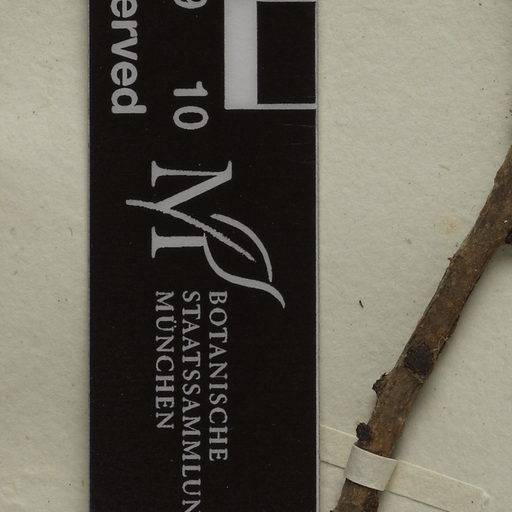 erved
9 10
M
BOTANISCHE
STAATSSAMMLUN
MÜNCHEN